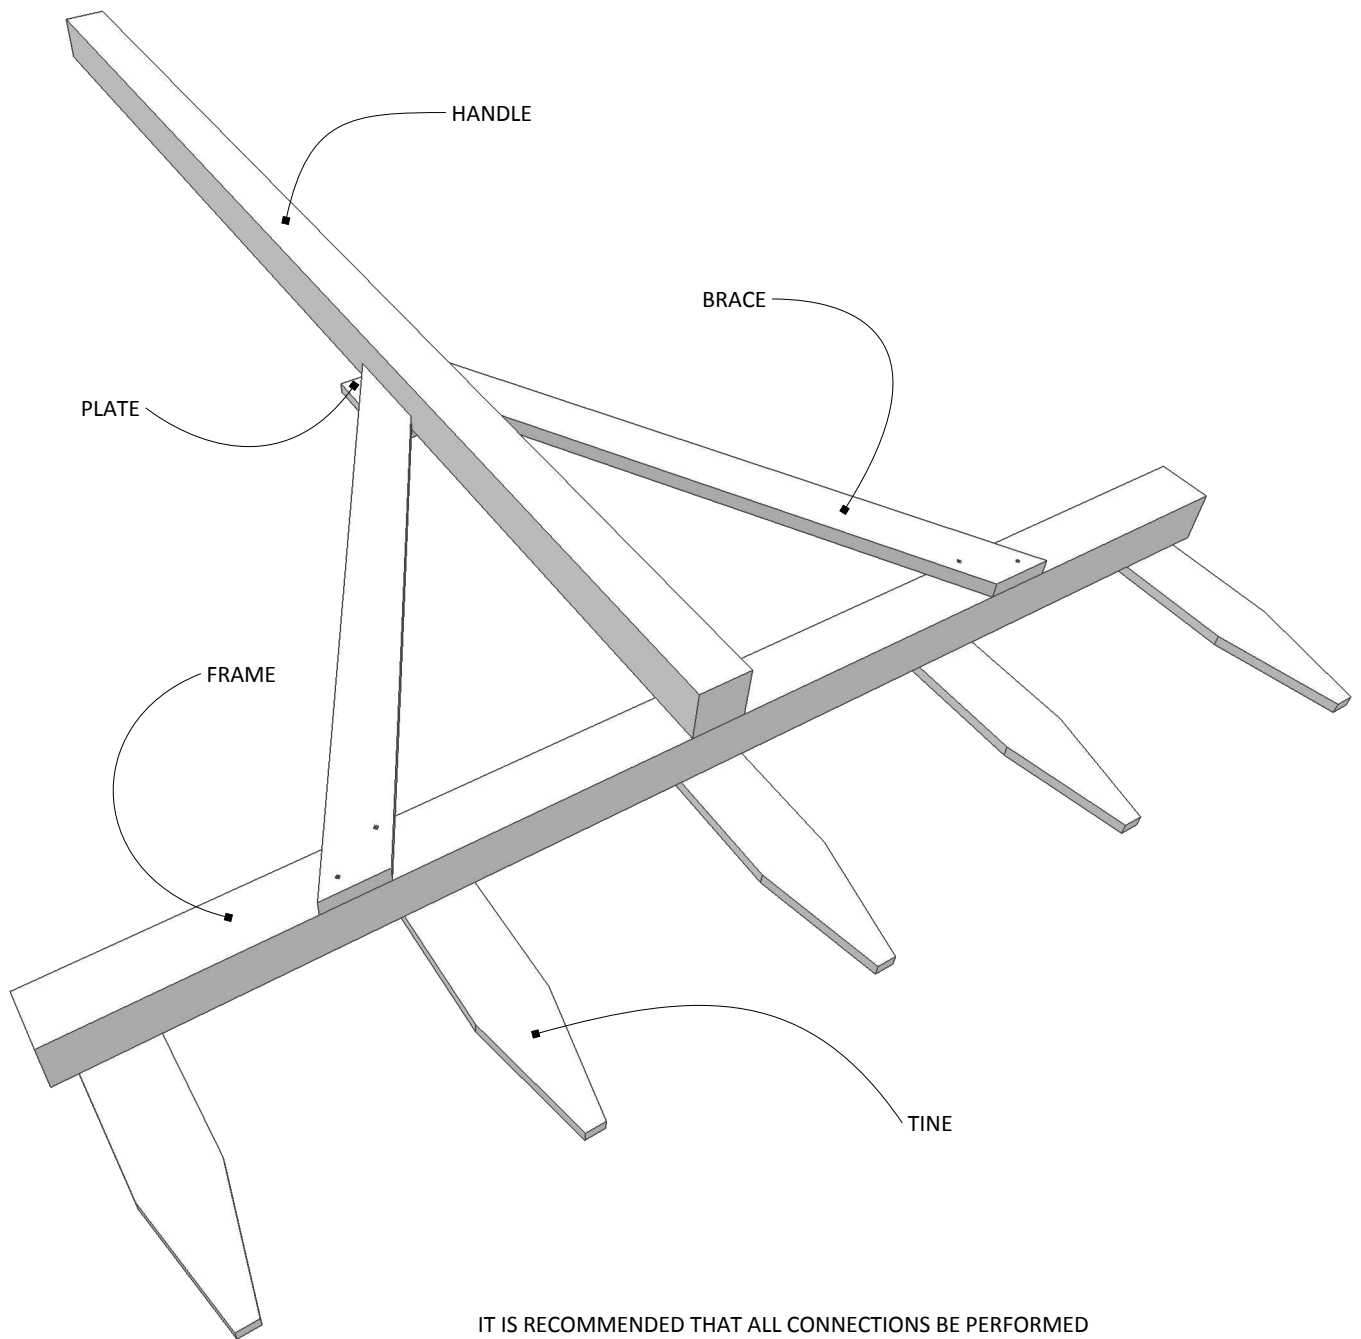 HANDLE
BRACE
PLATE
FRAME
TINE
IT IS RECOMMENDED THAT ALL CONNECTIONS BE PERFORMED